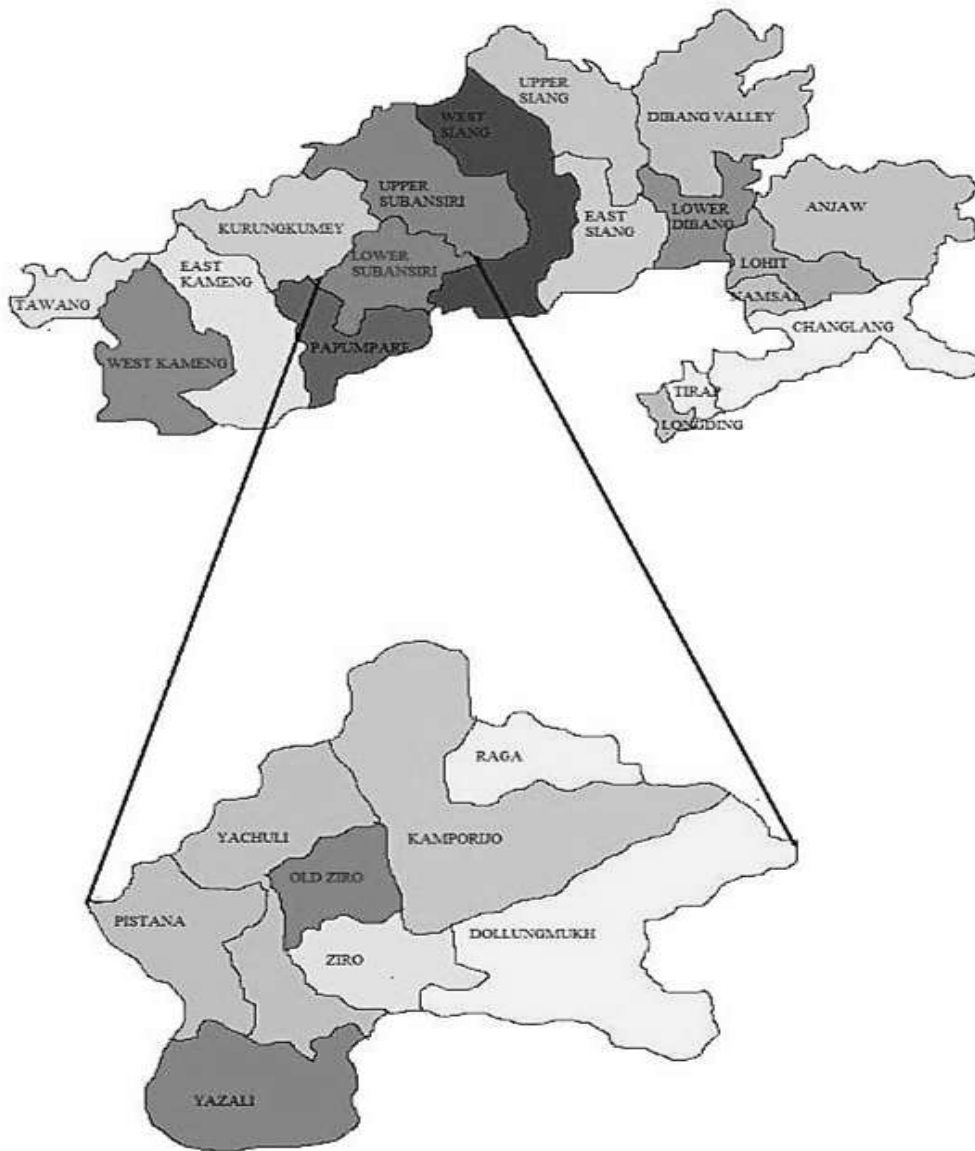 UPPER
SIANG
DIBANG VALLEY
WEST
SIANG
UPPER
SUBANSIRI
LOWER
DIBANG
ANJAW
KURUNGKUMEY
EAST
SIANG
LOWER
SUBANSIRI
EAST
KAMENG
LOHIT
TAWANG
NAMSAI
CHANGLANG
PAPUMPARE
WEST KAMENG
TIRAP
LONGDING
RAGA
YACHULI
KAMPORIJO
OLD ZIRO
PISTANA
DOLLUNGMUKH
ZIRO
YAZALI